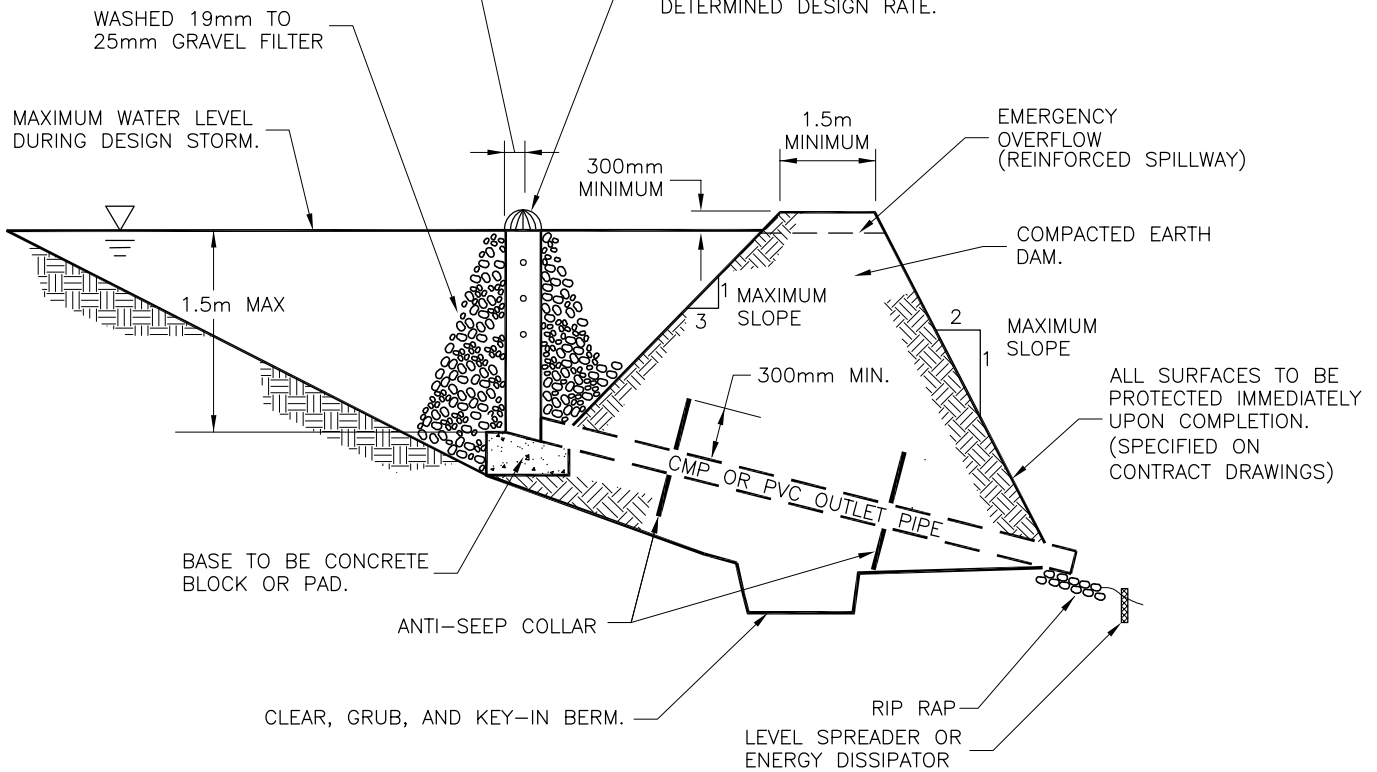 DETERMINED DESIGN RATE.
WASHED 19mm TO
25mm GRAVEL FILTER
MAXIMUM WATER LEVEL
DURING DESIGN STORM.
1.5m
MINIMUM
EMERGENCY
OVERFLOW
(REINFORCED SPILLWAY)
300mm
MINIMUM
COMPACTED EARTH
DAM.
1.5m MAX
1
3
MAXIMUM
SLOPE
2
1
MAXIMUM
SLOPE
300mm MIN.
ALL SURFACES TO BE
PROTECTED IMMEDIATELY
UPON COMPLETION.
(SPECIFIED ON
CONTRACT DRAWINGS)
CMP OR PVC OUTLET PIPE
BASE TO BE CONCRETE
BLOCK OR PAD.
ANTI-SEEP COLLAR
CLEAR, GRUB, AND KEY-IN BERM.
RIP RAP
LEVEL SPREADER OR
ENERGY DISSIPATOR